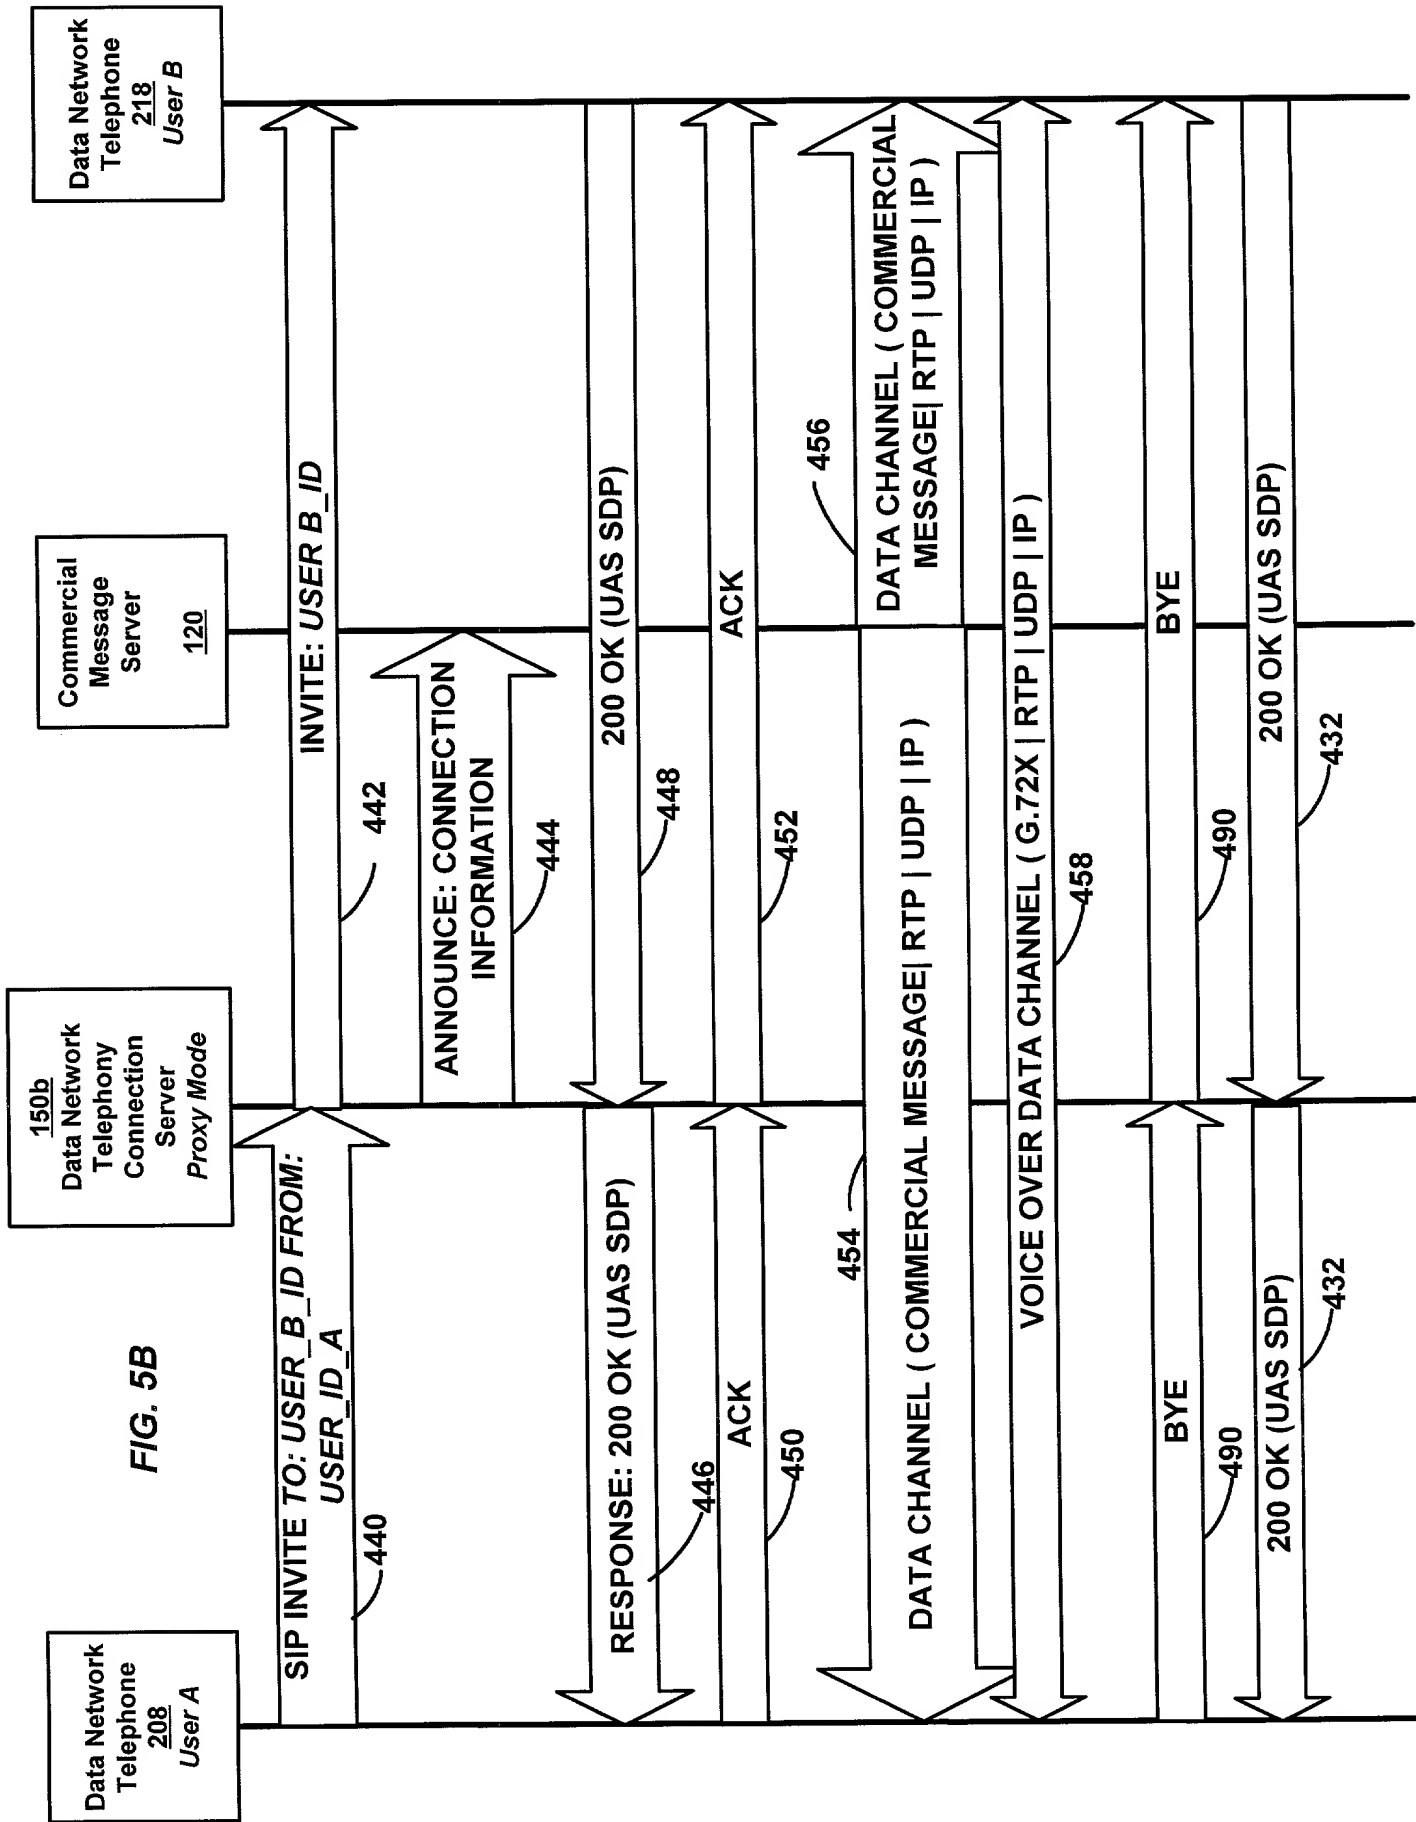 FIG. 5B
Data Network
Telephone
208
User A
150b
Data Network
Telephony
Connection
Server
Proxy Mode
Commercial
Message
Server
120
Data Network
Telephone
218
User B
SIP INVITE TO: USER_B_ID FROM:
USER_ID_A
440
INVITE: USER B_ID
442
ANNOUNCE: CONNECTION
INFORMATION
444
RESPONSE: 200 OK (UAS SDP)
446
200 OK (UAS SDP)
448
ACK
450
ACK
452
DATA CHANNEL ( COMMERCIAL MESSAGE| RTP | UDP | IP )
454
DATA CHANNEL ( COMMERCIAL
MESSAGE| RTP | UDP | IP )
456
VOICE OVER DATA CHANNEL ( G.72X | RTP | UDP | IP )
458
BYE
490
BYE
490
200 OK (UAS SDP)
432
200 OK (UAS SDP)
432